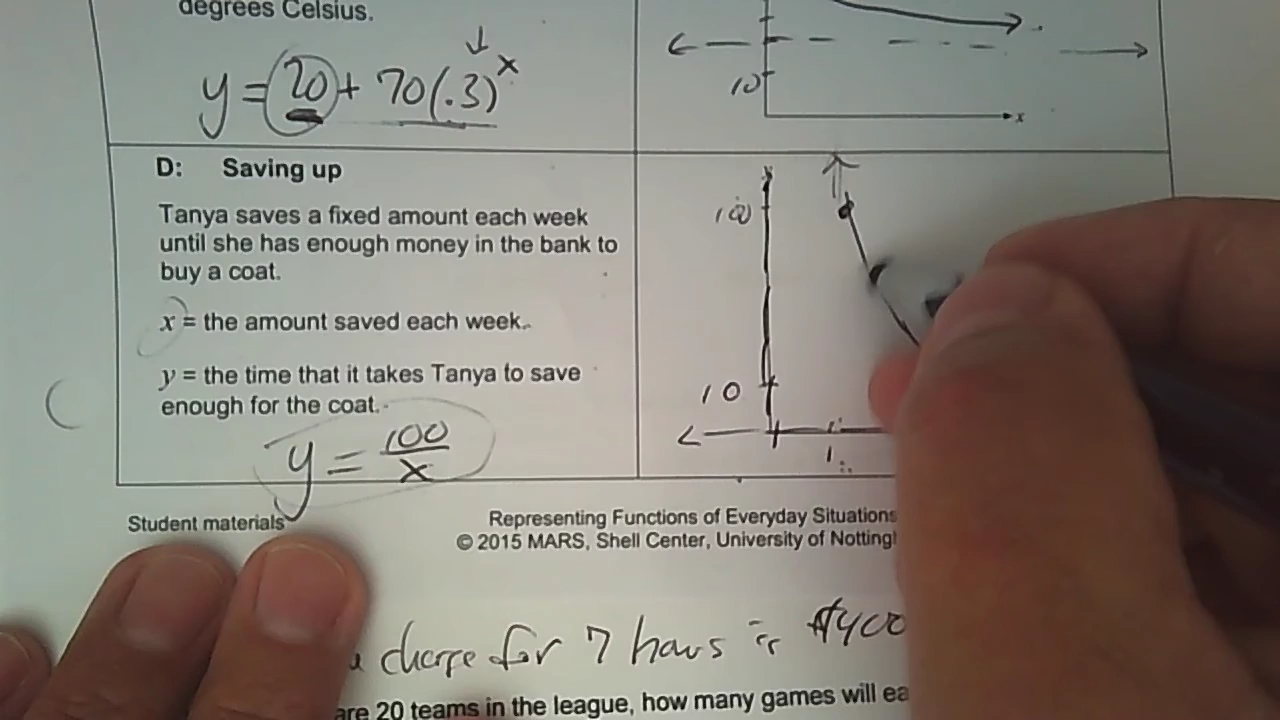 degrees Celsius.
y = 20 + 70(.3)^x
10
x
D: Saving up
Tanya saves a fixed amount each week
until she has enough money in the bank to
buy a coat.
x = the amount saved each week.
y = the time that it takes Tanya to save
enough for the coat.
y = 100/x
100
10
1
Student materials
Representing Functions of Everyday Situations
© 2015 MARS, Shell Center, University of
charge for 7 hours is $400
are 20 teams in the league, how many games will